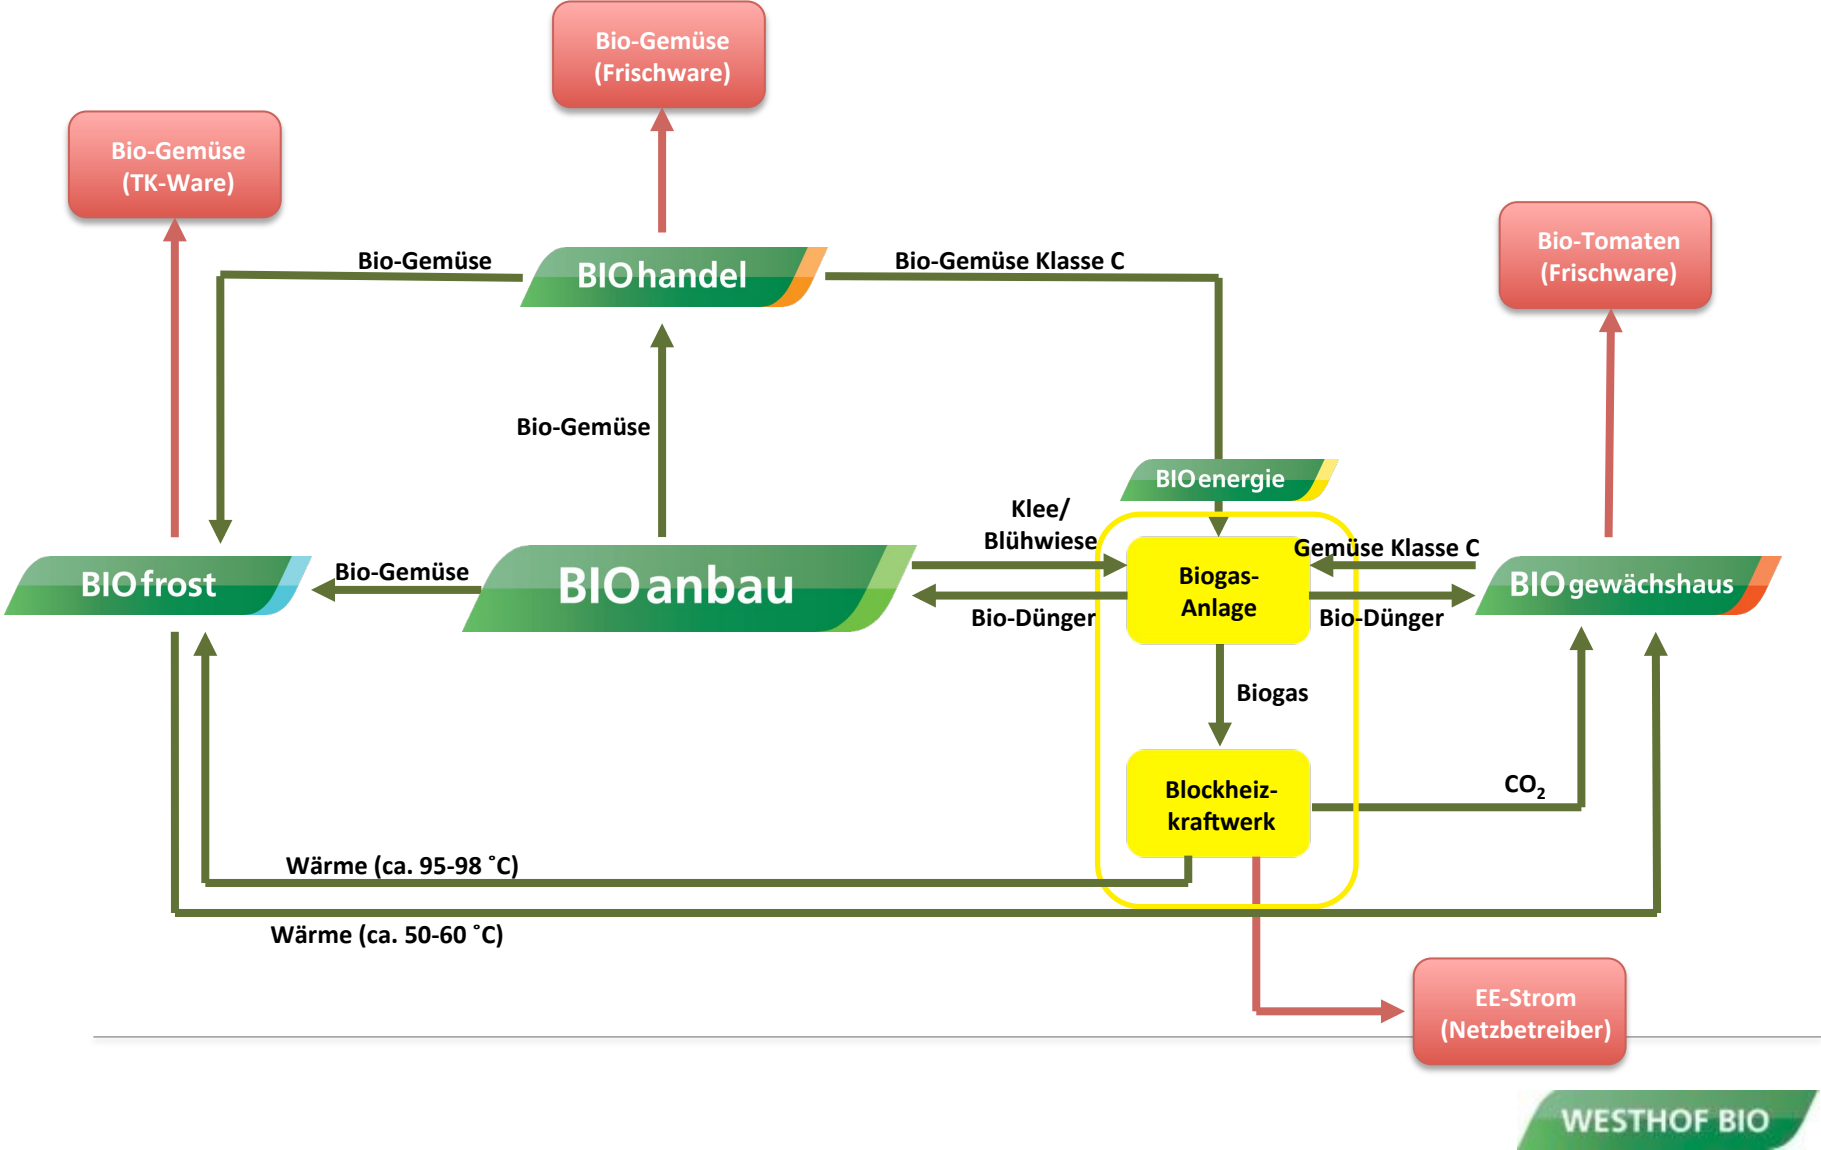 Bio-Gemüse
(Frischware)
Bio-Gemüse
(TK-Ware)
Bio-Tomaten
(Frischware)
Bio-Gemüse
BIOhandel
Bio-Gemüse Klasse C
Bio-Gemüse
BIOenergie
Klee/
Blühwiese
Gemüse Klasse C
BIOfrost
Bio-Gemüse
BIOanbau
Biogas-
Anlage
BIOgewächshaus
Bio-Dünger
Bio-Dünger
Biogas
Blockheiz-
kraftwerk
CO₂
Wärme (ca. 95-98 °C)
Wärme (ca. 50-60 °C)
EE-Strom
(Netzbetreiber)
WESTHOF BIO